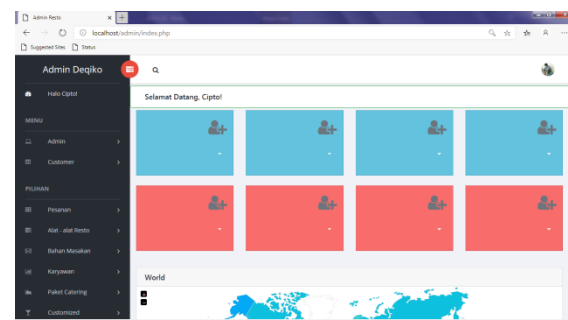 Admin Resto
localhost/admin/index.php
Suggested Sites
Status
Admin Deqiko
Halo Cipto!
Selamat Datang, Cipto!
MENU
Admin
Customer
PILIHAN
Pesanan
Alat - alat Resto
Bahan Masakan
Karyawan
Paket Catering
Customized
World